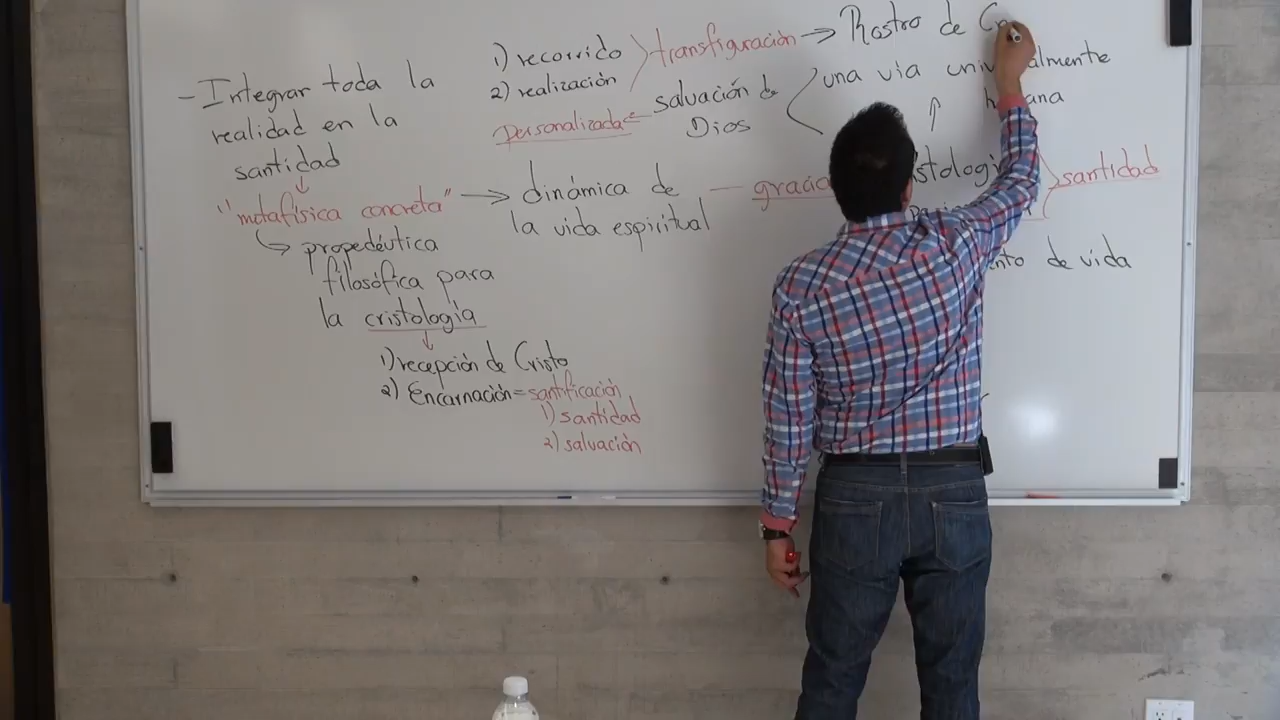 - Integrar toda la
realidad en la
santidad
"metafísica concreta"
propedéutica
filosófica para
la cristología
1) recepción de Cristo
2) Encarnación = santificación
1) santidad
2) salvación
dinámica de
la vida espiritual
1) recorrido
2) realización
transfiguración
Rostro de
personalizada
salvación de
Dios
una via
gracia
santidad
de vida